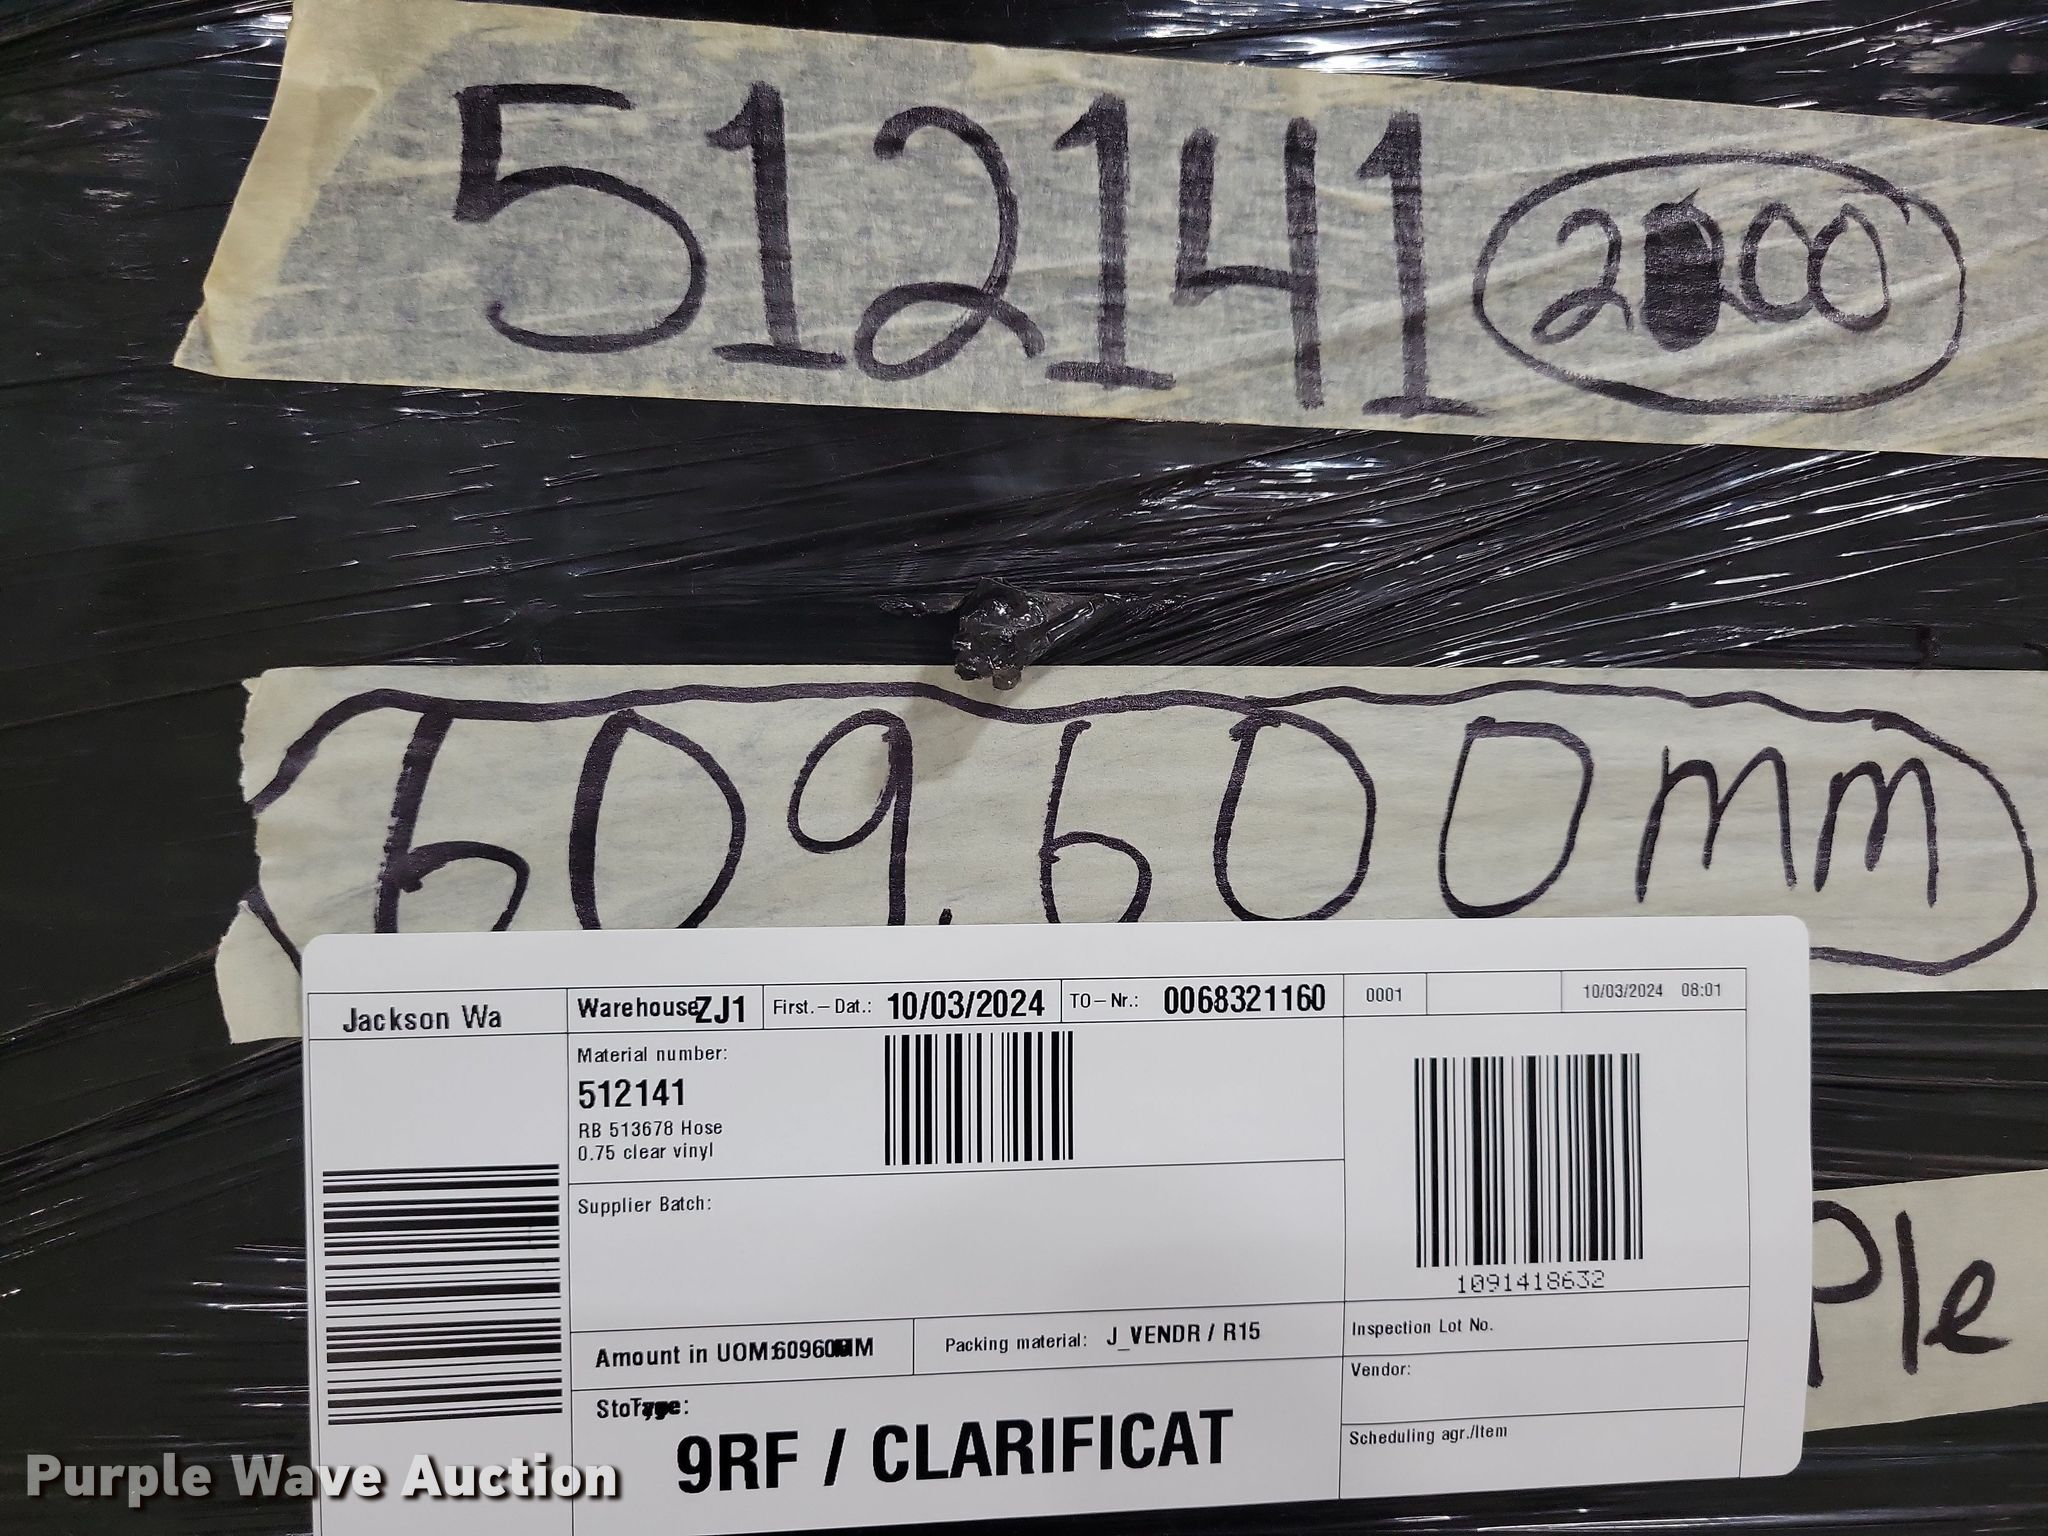 512141 2000
609,600mm
Jackson Wa
Warehouse ZJ1
First.-Dat.: 10/03/2024
TO-Nr.: 0068321160
0001
10/03/2024 08:01
Material number:
512141
RB 513678 Hose
0.75 clear vinyl
1091418632
Supplier Batch:
Amount in UOM:
Packing material: J_VENDR / R15
Inspection Lot No.
Vendor:
Scheduling agr./Item
9RF / CLARIFICAT
Ple
Purple Wave Auction